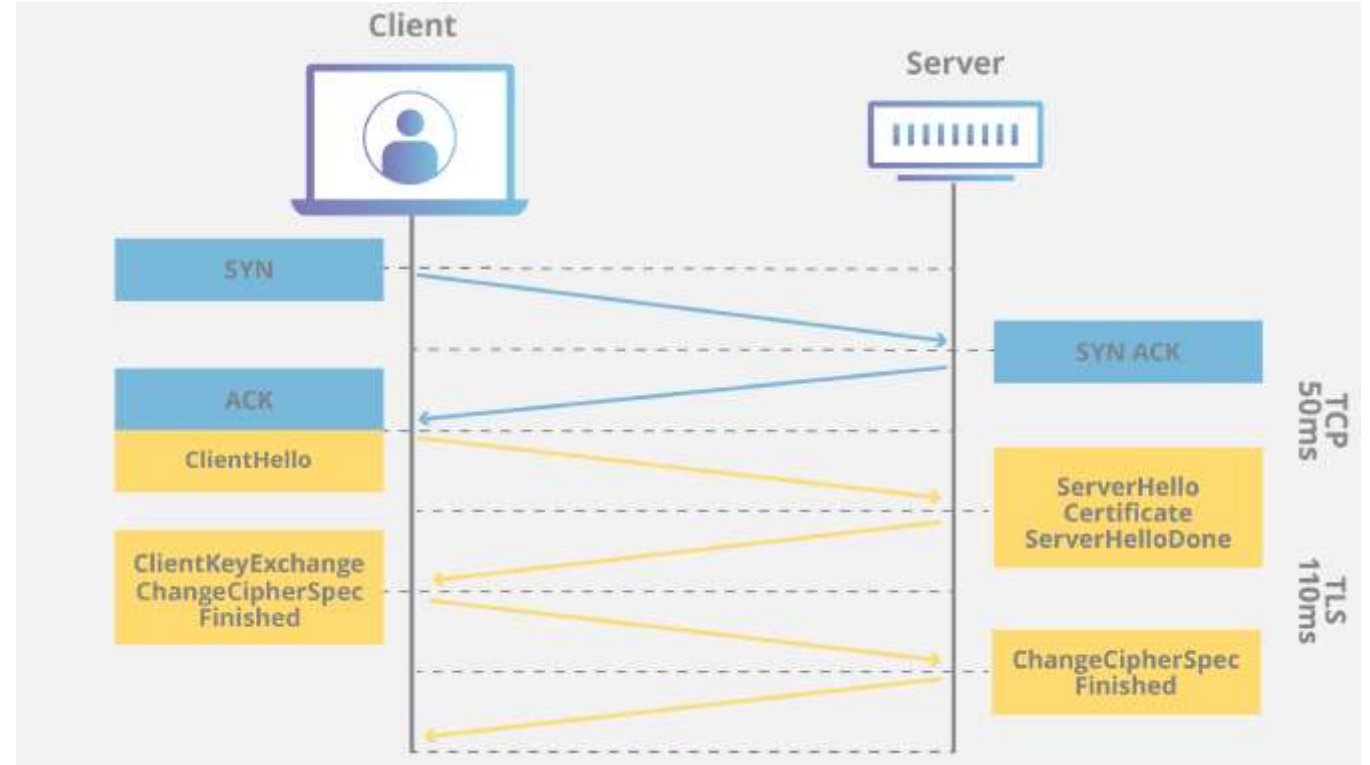 Client
Server
SYN
SYN ACK
ACK
TCP
50ms
ClientHello
ServerHello
Certificate
ServerHelloDone
ClientKeyExchange
ChangeCipherSpec
Finished
TLS
110ms
ChangeCipherSpec
Finished